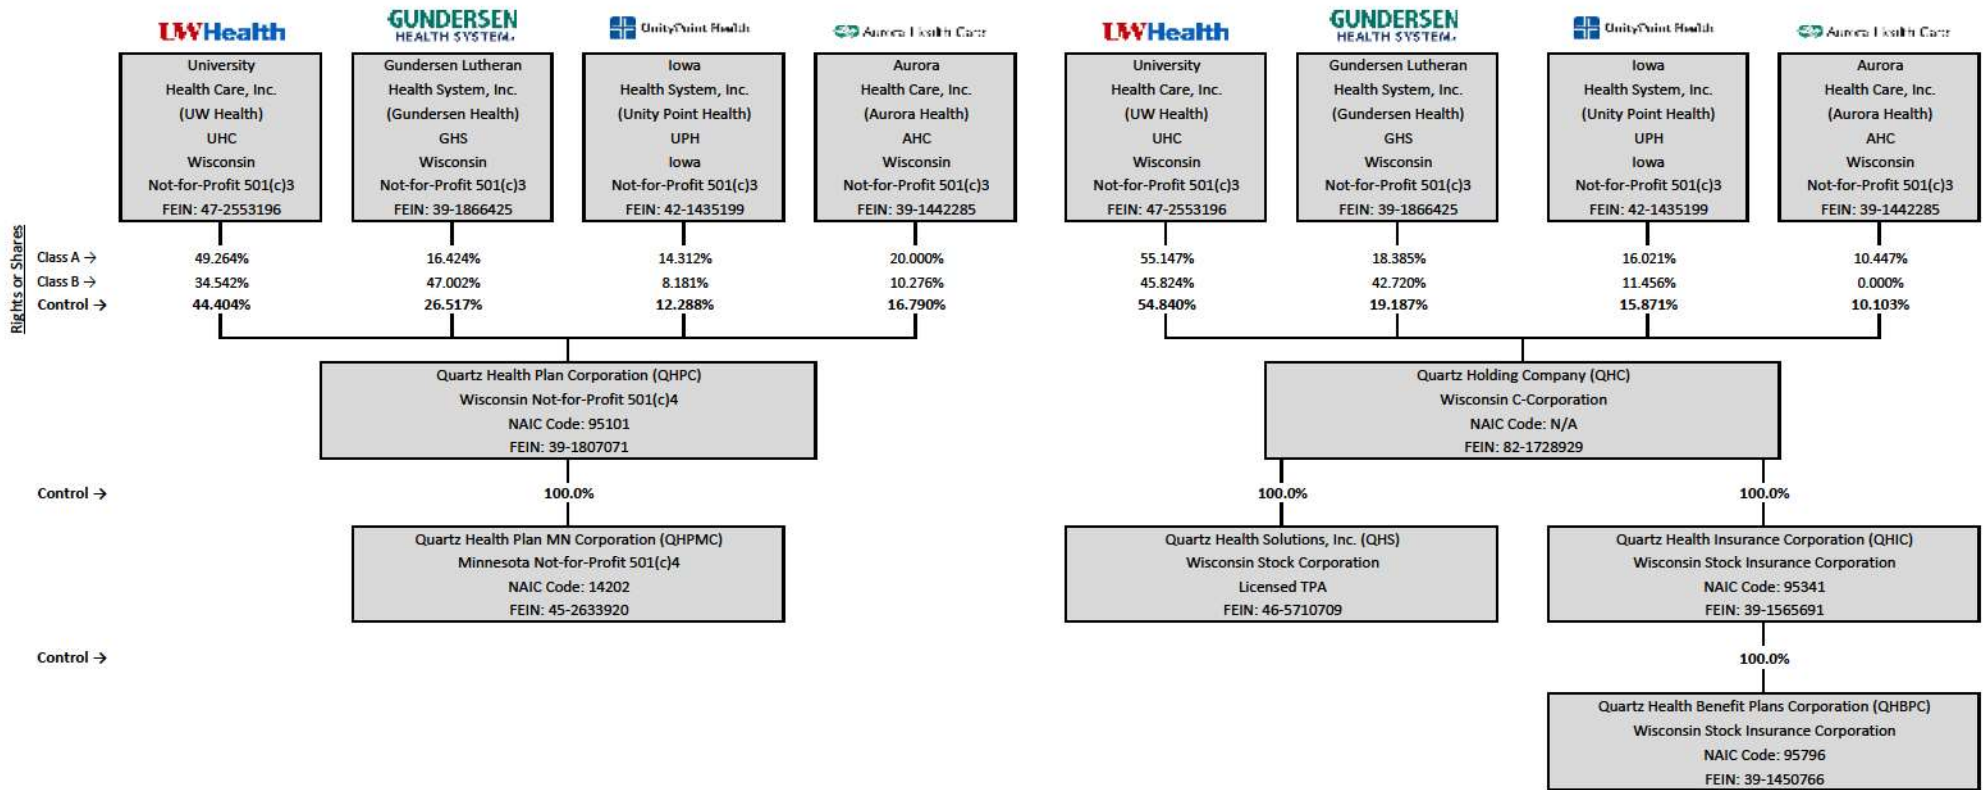 UWHealth
GUNDERSEN
HEALTH SYSTEM®
UnityPoint Health
Aurora Health Care
UWHealth
GUNDERSEN
HEALTH SYSTEM®
UnityPoint Health
Aurora Health Care
University
Health Care, Inc.
(UW Health)
UHC
Wisconsin
Not-for-Profit 501(c)3
FEIN: 47-2553196
Gundersen Lutheran
Health System, Inc.
(Gundersen Health)
GHS
Wisconsin
Not-for-Profit 501(c)3
FEIN: 39-1866425
Iowa
Health System, Inc.
(Unity Point Health)
UPH
Iowa
Not-for-Profit 501(c)3
FEIN: 42-1435199
Aurora
Health Care, Inc.
(Aurora Health)
AHC
Wisconsin
Not-for-Profit 501(c)3
FEIN: 39-1442285
University
Health Care, Inc.
(UW Health)
UHC
Wisconsin
Not-for-Profit 501(c)3
FEIN: 47-2553196
Gundersen Lutheran
Health System, Inc.
(Gundersen Health)
GHS
Wisconsin
Not-for-Profit 501(c)3
FEIN: 39-1866425
Iowa
Health System, Inc.
(Unity Point Health)
UPH
Iowa
Not-for-Profit 501(c)3
FEIN: 42-1435199
Aurora
Health Care, Inc.
(Aurora Health)
AHC
Wisconsin
Not-for-Profit 501(c)3
FEIN: 39-1442285
Rights or Shares
Class A → 49.264% 16.424% 14.312% 20.000% 55.147% 18.385% 16.021% 10.447%
Class B → 34.542% 47.002% 8.181% 10.276% 45.824% 42.720% 11.456% 0.000%
Control → 44.404% 26.517% 12.288% 16.790% 54.840% 19.187% 15.871% 10.103%
Quartz Health Plan Corporation (QHPC)
Wisconsin Not-for-Profit 501(c)4
NAIC Code: 95101
FEIN: 39-1807071
Quartz Holding Company (QHC)
Wisconsin C-Corporation
NAIC Code: N/A
FEIN: 82-1728929
Control → 100.0% 100.0% 100.0%
Quartz Health Plan MN Corporation (QHPMC)
Minnesota Not-for-Profit 501(c)4
NAIC Code: 14202
FEIN: 45-2633920
Quartz Health Solutions, Inc. (QHS)
Wisconsin Stock Corporation
Licensed TPA
FEIN: 46-5710709
Quartz Health Insurance Corporation (QHIC)
Wisconsin Stock Insurance Corporation
NAIC Code: 95341
FEIN: 39-1565691
Control → 100.0%
Quartz Health Benefit Plans Corporation (QHBPC)
Wisconsin Stock Insurance Corporation
NAIC Code: 95796
FEIN: 39-1450766